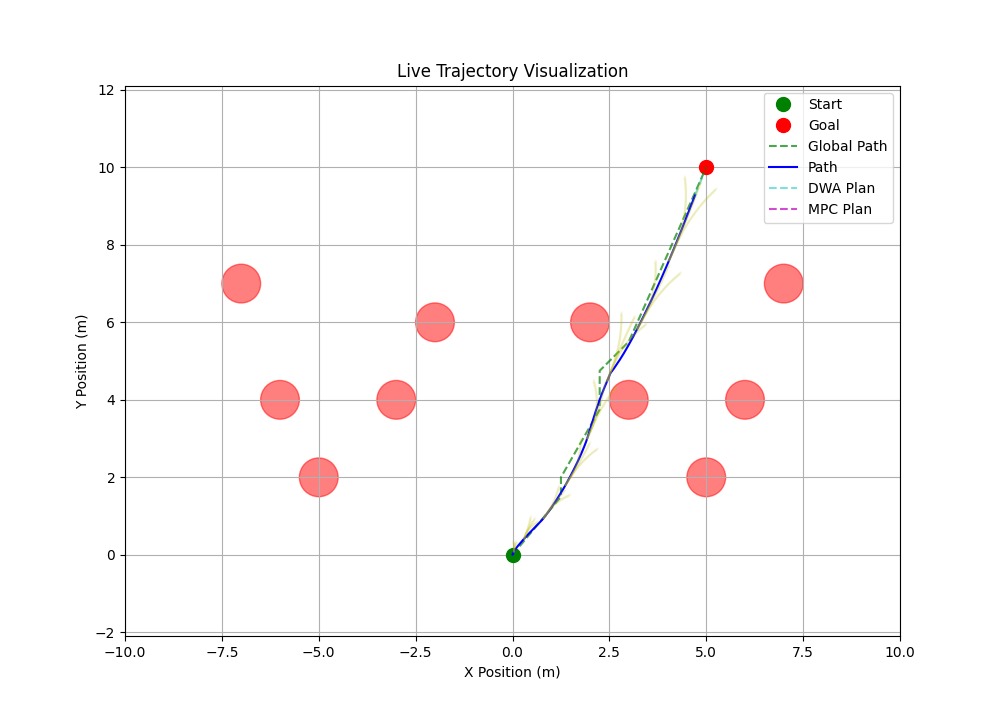 Live Trajectory Visualization
12
10
8
6
4
2
0
−2
−10.0 −7.5 −5.0 −2.5 0.0 2.5 5.0 7.5 10.0
X Position (m)
Y Position (m)
Start
Goal
Global Path
Path
DWA Plan
MPC Plan